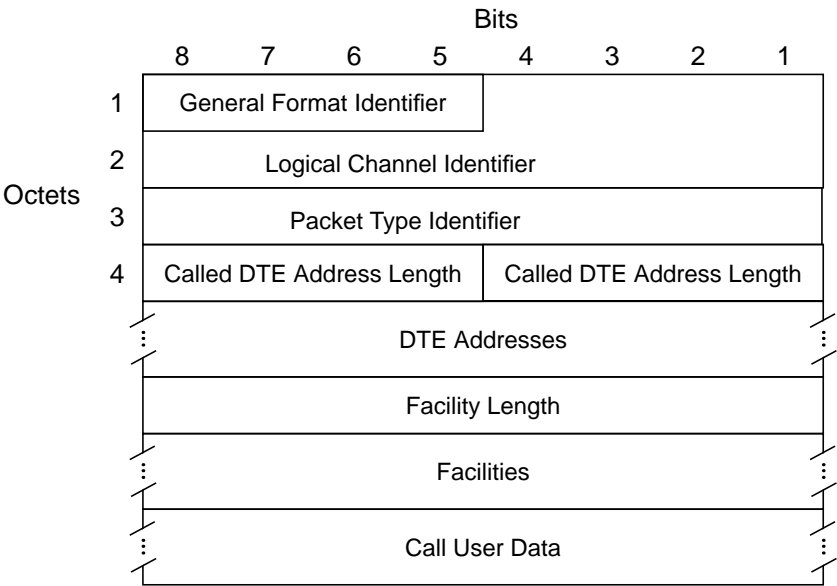 Bits
8 7 6 5 4 3 2 1
1 General Format Identifier
2 Logical Channel Identifier
Octets
3 Packet Type Identifier
4 Called DTE Address Length Called DTE Address Length
DTE Addresses
Facility Length
Facilities
Call User Data